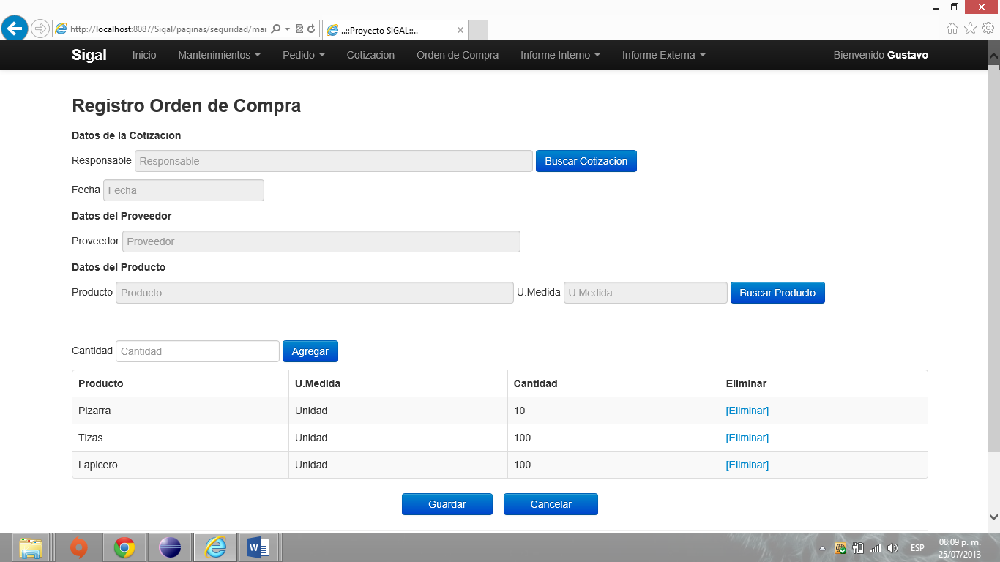 http://localhost:8087/Sigal/paginas/seguridad/mai
..::Proyecto SIGAL::..
Sigal Inicio Mantenimientos Pedido Cotizacion Orden de Compra Informe Interno Informe Externa Bienvenido Gustavo
Registro Orden de Compra
Datos de la Cotizacion
Responsable Responsable Buscar Cotizacion
Fecha Fecha
Datos del Proveedor
Proveedor Proveedor
Datos del Producto
Producto Producto U.Medida U.Medida Buscar Producto
Cantidad Cantidad Agregar
Producto U.Medida Cantidad Eliminar
Pizarra Unidad 10 [Eliminar]
Tizas Unidad 100 [Eliminar]
Lapicero Unidad 100 [Eliminar]
Guardar Cancelar
ESP 08:09 p. m.
25/07/2013